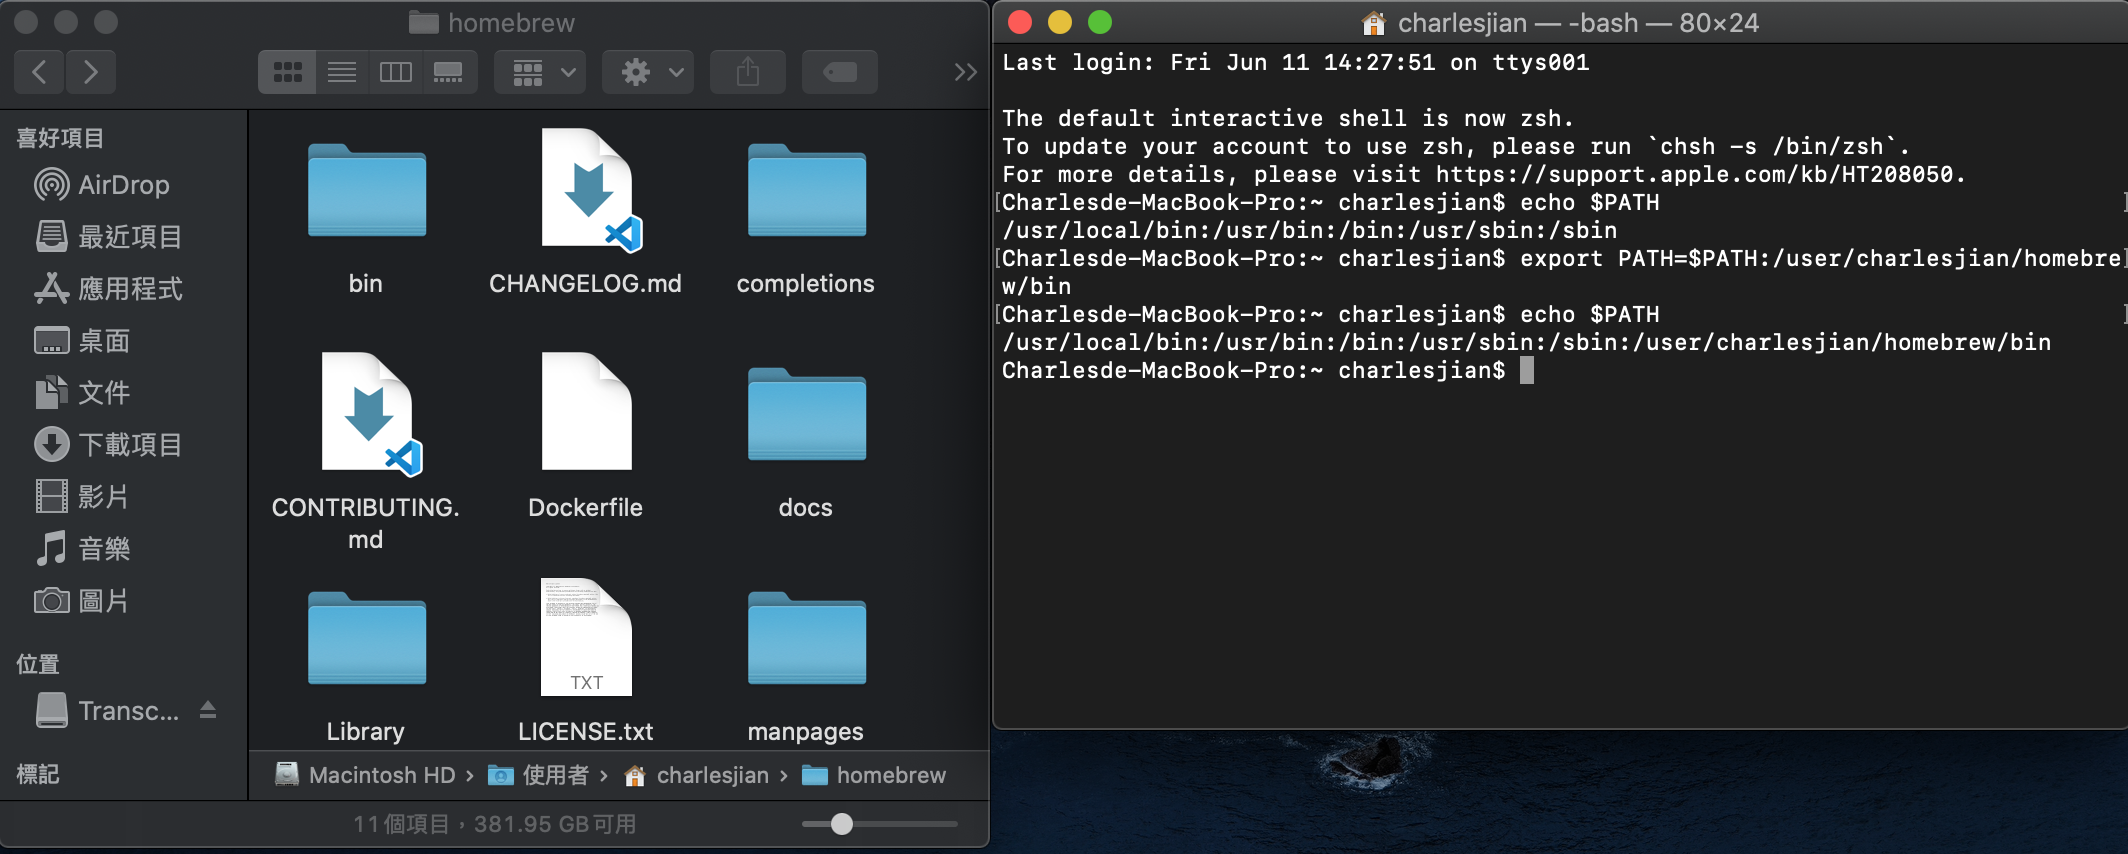 homebrew
喜好項目
AirDrop
最近項目
應用程式
桌面
文件
下載項目
影片
音樂
圖片
位置
Transc...
標記
bin
CHANGELOG.md
completions
CONTRIBUTING.
md
Dockerfile
docs
Library
TXT
LICENSE.txt
manpages
Macintosh HD › 使用者 › charlesjian › homebrew
11個項目，381.95 GB可用
charlesjian — -bash — 80×24
Last login: Fri Jun 11 14:27:51 on ttys001
The default interactive shell is now zsh.
To update your account to use zsh, please run `chsh -s /bin/zsh`.
For more details, please visit https://support.apple.com/kb/HT208050.
[Charlesde-MacBook-Pro:~ charlesjian$ echo $PATH ]
/usr/local/bin:/usr/bin:/bin:/usr/sbin:/sbin
[Charlesde-MacBook-Pro:~ charlesjian$ export PATH=$PATH:/user/charlesjian/homebre]
w/bin
[Charlesde-MacBook-Pro:~ charlesjian$ echo $PATH ]
/usr/local/bin:/usr/bin:/bin:/usr/sbin:/sbin:/user/charlesjian/homebrew/bin
Charlesde-MacBook-Pro:~ charlesjian$